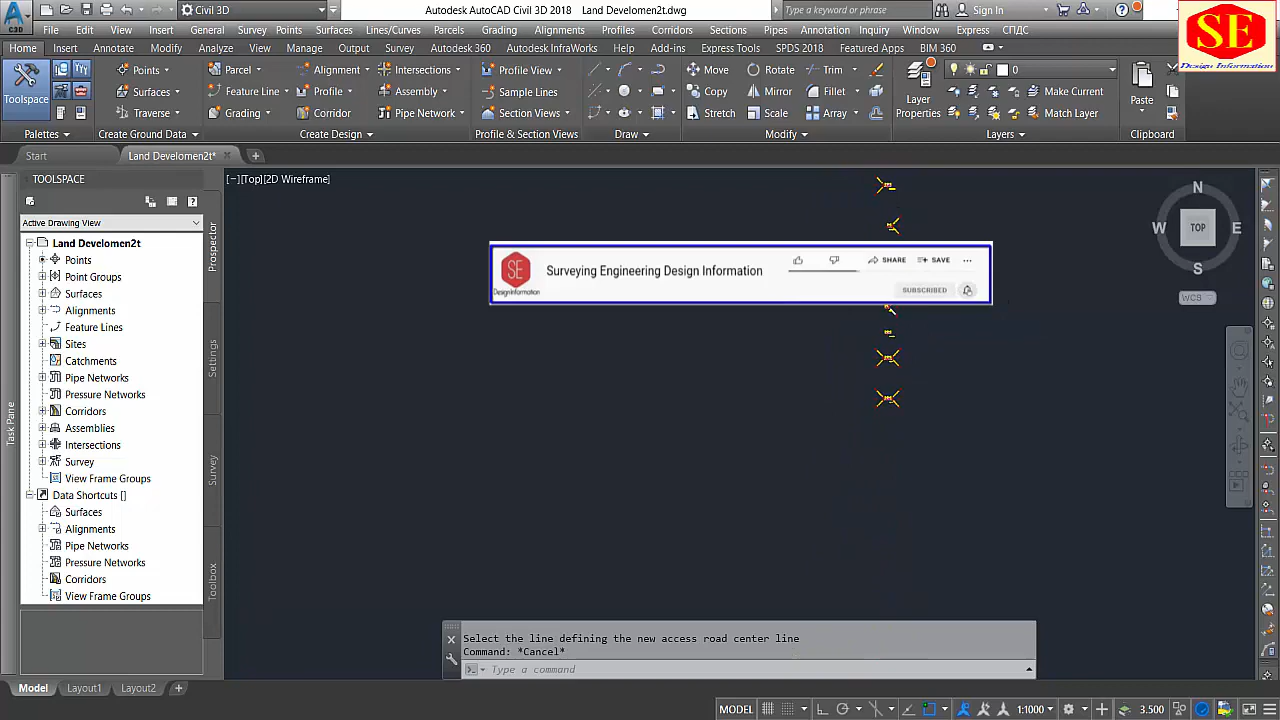 C3D
Civil 3D
Autodesk AutoCAD Civil 3D 2018 Land Developmen2t.dwg
Type a keyword or phrase
Sign In
File Edit View Insert General Survey Points Surfaces Lines/Curves Parcels Grading Alignments Profiles Corridors Sections Pipes Annotation Inquiry Window Express СПДС
Home Insert Annotate Modify Analyze View Manage Output Survey Autodesk 360 Autodesk InfraWorks Help Add-ins Express Tools SPDS 2018 Featured Apps BIM 360
SE
Design Information
Toolspace
Points
Surfaces
Traverse
Parcel
Feature Line
Grading
Alignment
Profile
Corridor
Intersections
Assembly
Pipe Network
Profile View
Sample Lines
Section Views
Move
Copy
Stretch
Rotate
Mirror
Scale
Trim
Fillet
Array
Layer
Properties
0
Make Current
Match Layer
Paste
Palettes
Create Ground Data
Create Design
Profile & Section Views
Draw
Modify
Layers
Clipboard
Start
Land Develomen2t*
TOOLSPACE
Active Drawing View
Land Develomen2t
Points
Point Groups
Surfaces
Alignments
Feature Lines
Sites
Catchments
Pipe Networks
Pressure Networks
Corridors
Assemblies
Intersections
Survey
View Frame Groups
Data Shortcuts []
Surfaces
Alignments
Pipe Networks
Pressure Networks
Corridors
View Frame Groups
Prospector
Settings
Survey
Toolbox
Task Pane
[−][Top][2D Wireframe]
N
W
TOP
E
S
WCS
SE
Design Information
Surveying Engineering Design Information
SHARE
SAVE
SUBSCRIBED
Select the line defining the new access road center line
Command: *Cancel*
Type a command
Model
Layout1
Layout2
MODEL
1:1000
3.500